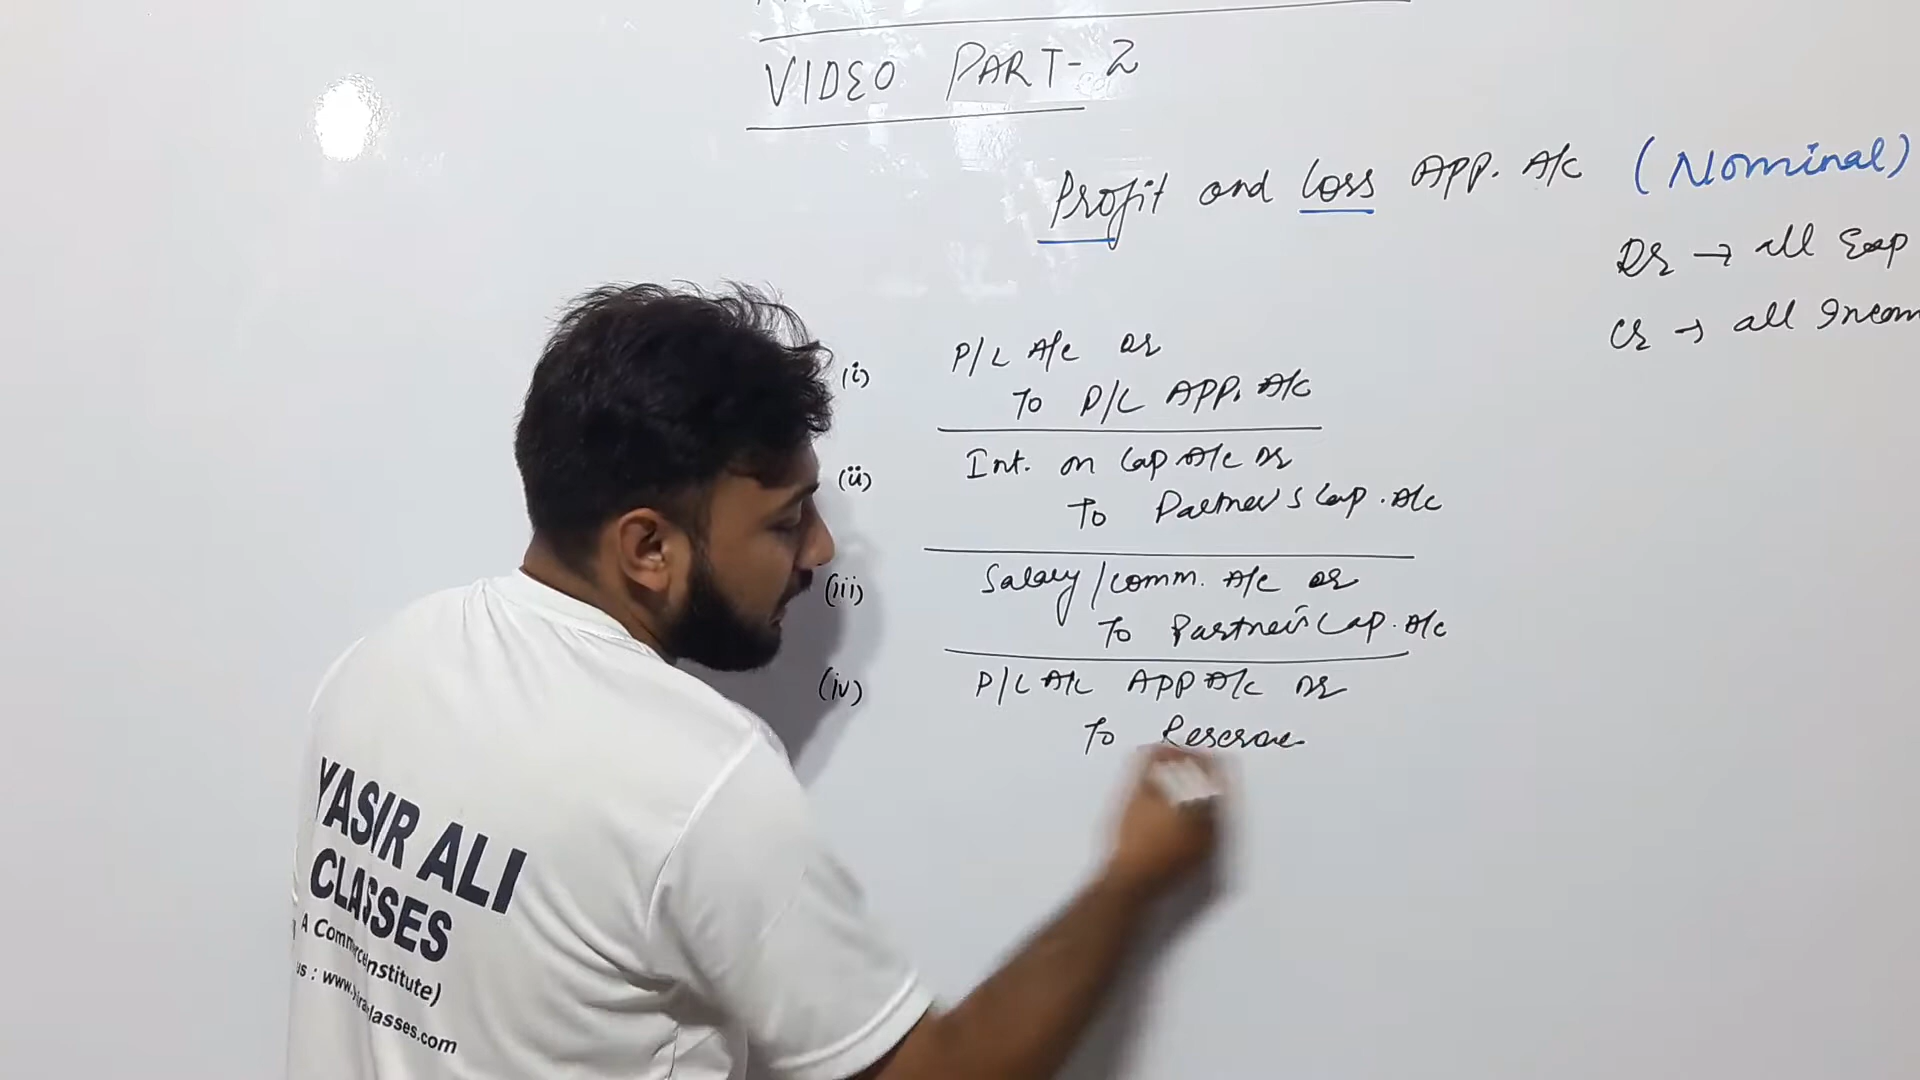 VIDEO PART-2
Profit and Loss APP. A/c (Nominal)
Dr → all Exp
Cr → all Incom
(i) P/L A/c Dr
To P/L APP. A/c
(ii) Int. on Cap A/c Dr
To Partner's Cap. A/c
(iii) Salary/comm. A/c Dr
To Partner's Cap. A/c
(iv) P/L A/c APP A/c Dr
To Reserve
YASIR ALI
CLASSES
A Commerce Institute)
us : www.
lasses.com